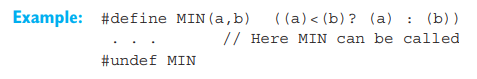 Example: #define MIN(a,b) ((a)<(b)? (a) : (b))
. . . // Here MIN can be called
#undef MIN